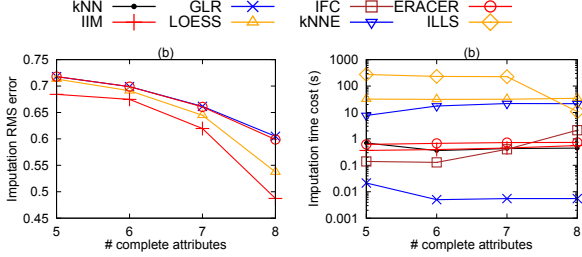 kNN GLR IFC ERACER
IIM LOESS kNNE ILLS
(b)
0.75
0.7
0.65
0.6
0.55
0.5
0.45
Imputation RMS error
5 6 7 8
# complete attributes
(b)
1000
100
10
1
0.1
0.01
0.001
Imputation time cost (s)
5 6 7 8
# complete attributes